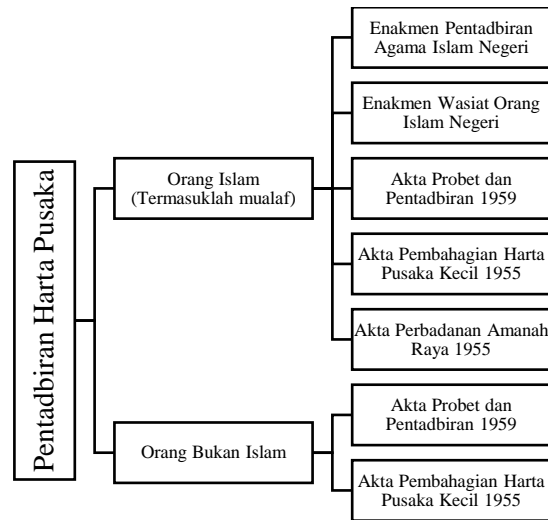 Pentadbiran Harta Pusaka
Orang Islam
(Termasuklah mualaf)
Enakmen Pentadbiran
Agama Islam Negeri
Enakmen Wasiat Orang
Islam Negeri
Akta Probet dan
Pentadbiran 1959
Akta Pembahagian Harta
Pusaka Kecil 1955
Akta Perbadanan Amanah
Raya 1955
Orang Bukan Islam
Akta Probet dan
Pentadbiran 1959
Akta Pembahagian Harta
Pusaka Kecil 1955